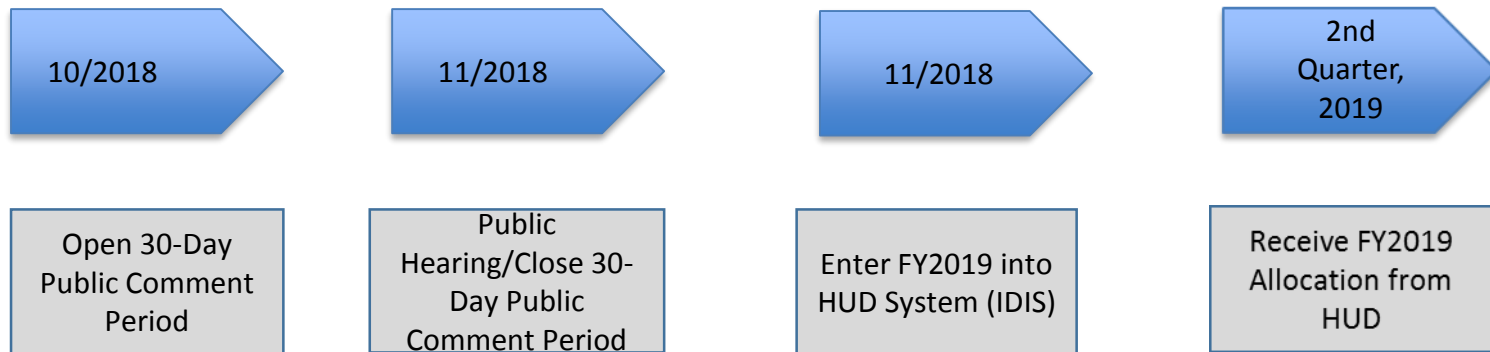 10/2018
11/2018
11/2018
2nd
Quarter,
2019
Open 30-Day
Public Comment
Period
Public
Hearing/Close 30-
Day Public
Comment Period
Enter FY2019 into
HUD System (IDIS)
Receive FY2019
Allocation from
HUD